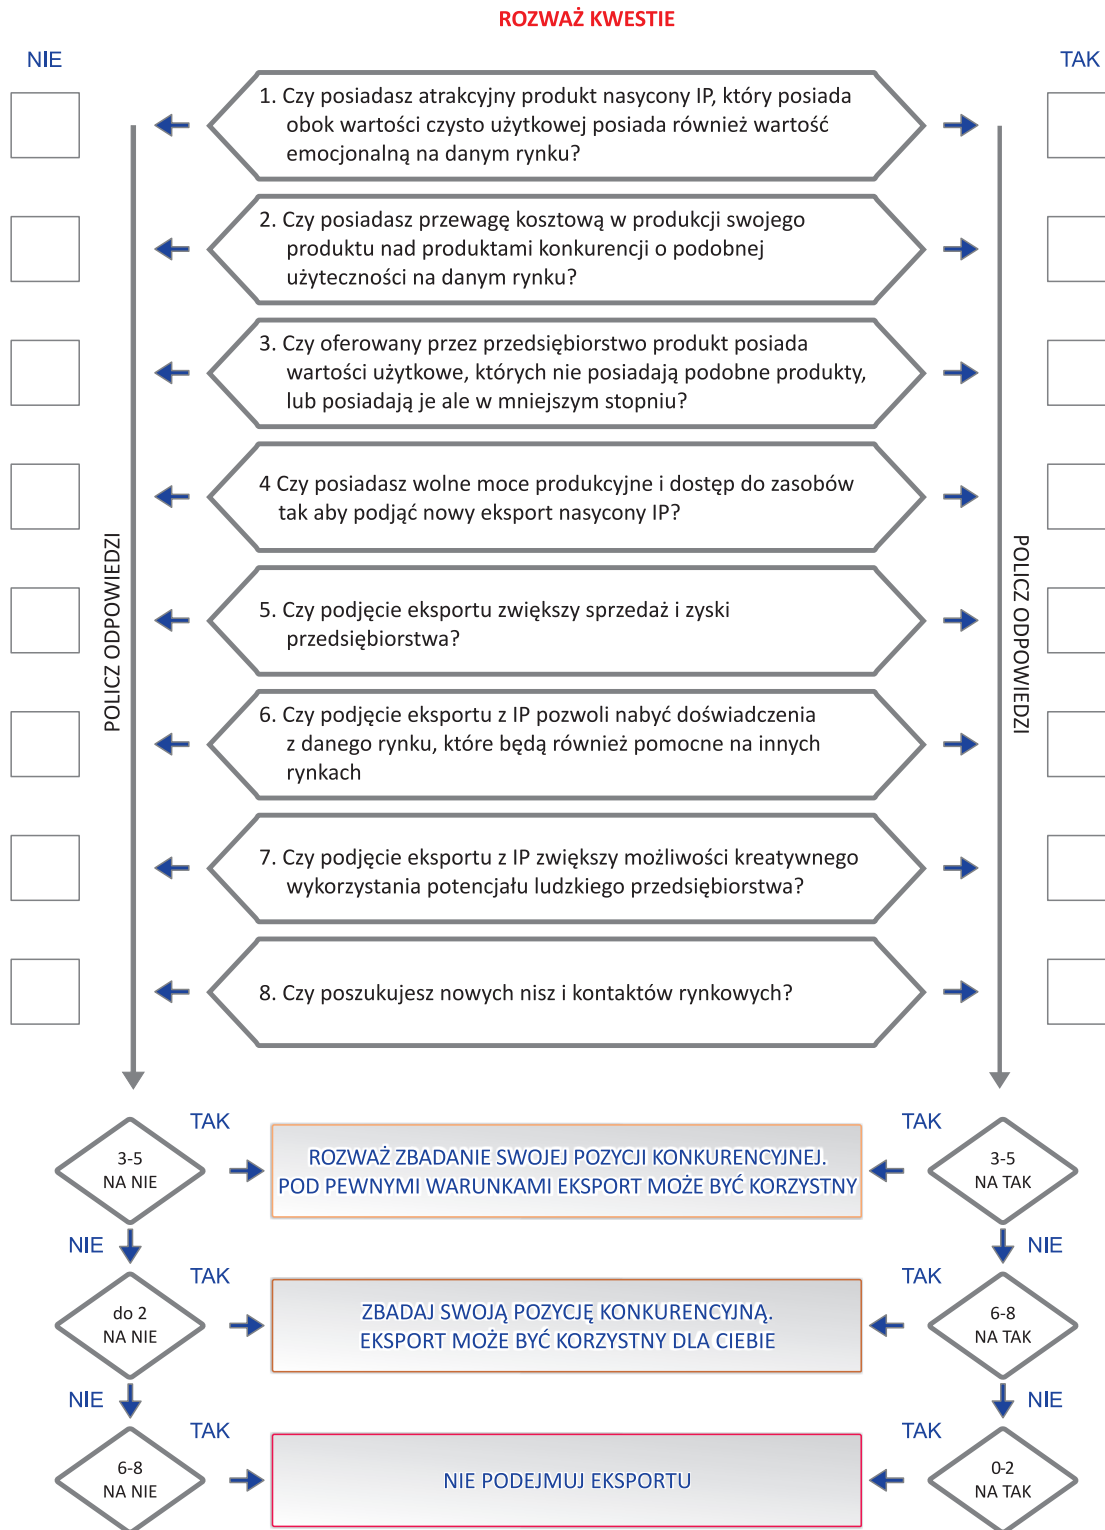 ROZWAŻ KWESTIE
NIE
TAK
1. Czy posiadasz atrakcyjny produkt nasycony IP, który posiada
obok wartości czysto użytkowej posiada również wartość
emocjonalną na danym rynku?
2. Czy posiadasz przewagę kosztową w produkcji swojego
produktu nad produktami konkurencji o podobnej
użyteczności na danym rynku?
3. Czy oferowany przez przedsiębiorstwo produkt posiada
wartości użytkowe, których nie posiadają podobne produkty,
lub posiadają je ale w mniejszym stopniu?
4 Czy posiadasz wolne moce produkcyjne i dostęp do zasobów
tak aby podjąć nowy eksport nasycony IP?
5. Czy podjęcie eksportu zwiększy sprzedaż i zyski
przedsiębiorstwa?
6. Czy podjęcie eksportu z IP pozwoli nabyć doświadczenia
z danego rynku, które będą również pomocne na innych
rynkach
7. Czy podjęcie eksportu z IP zwiększy możliwości kreatywnego
wykorzystania potencjału ludzkiego przedsiębiorstwa?
8. Czy poszukujesz nowych nisz i kontaktów rynkowych?
POLICZ ODPOWIEDZI
POLICZ ODPOWIEDZI
TAK
TAK
3-5
NA NIE
ROZWAŻ ZBADANIE SWOJEJ POZYCJI KONKURENCYJNEJ.
POD PEWNYMI WARUNKAMI EKSPORT MOŻE BYĆ KORZYSTNY
3-5
NA TAK
NIE
NIE
TAK
TAK
do 2
NA NIE
ZBADAJ SWOJĄ POZYCJĘ KONKURENCYJNĄ.
EKSPORT MOŻE BYĆ KORZYSTNY DLA CIEBIE
6-8
NA TAK
NIE
NIE
TAK
TAK
6-8
NA NIE
NIE PODEJMUJ EKSPORTU
0-2
NA TAK